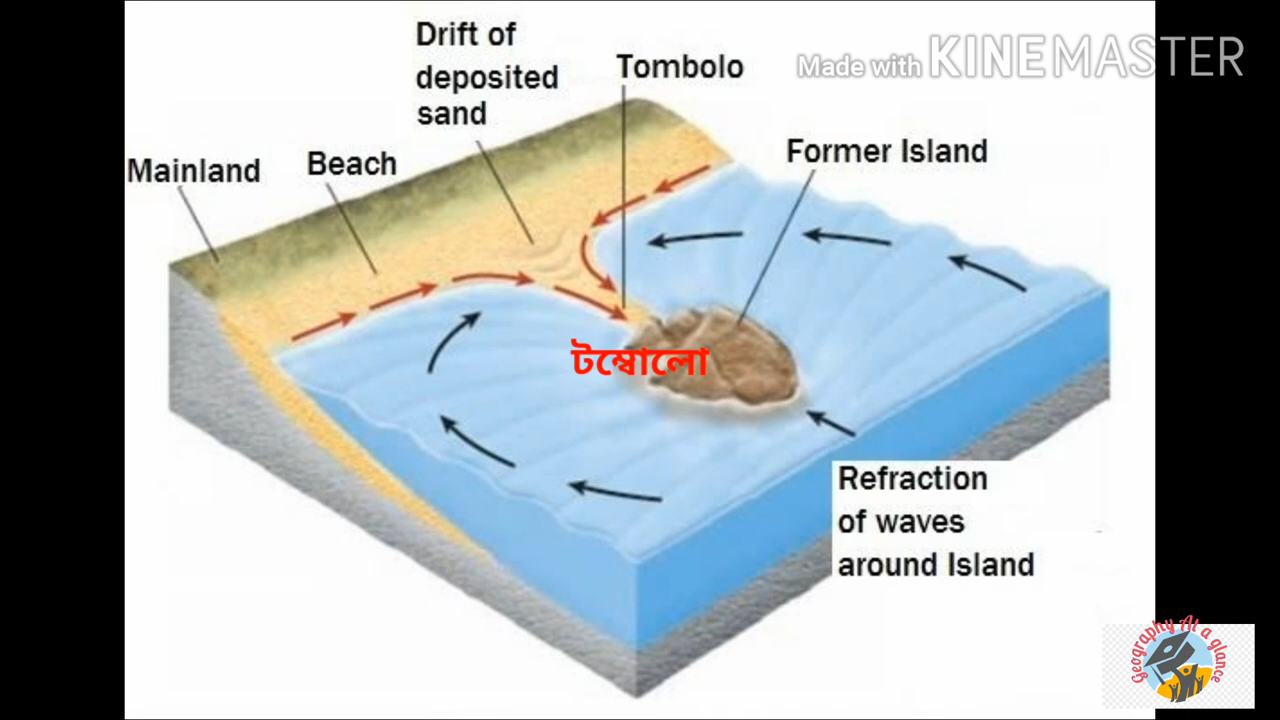 Drift of
deposited
sand
Tombolo
Made with KINEMASTER
Mainland
Beach
Former Island
টম্বোলো
Refraction
of waves
around Island
Geography At a glance